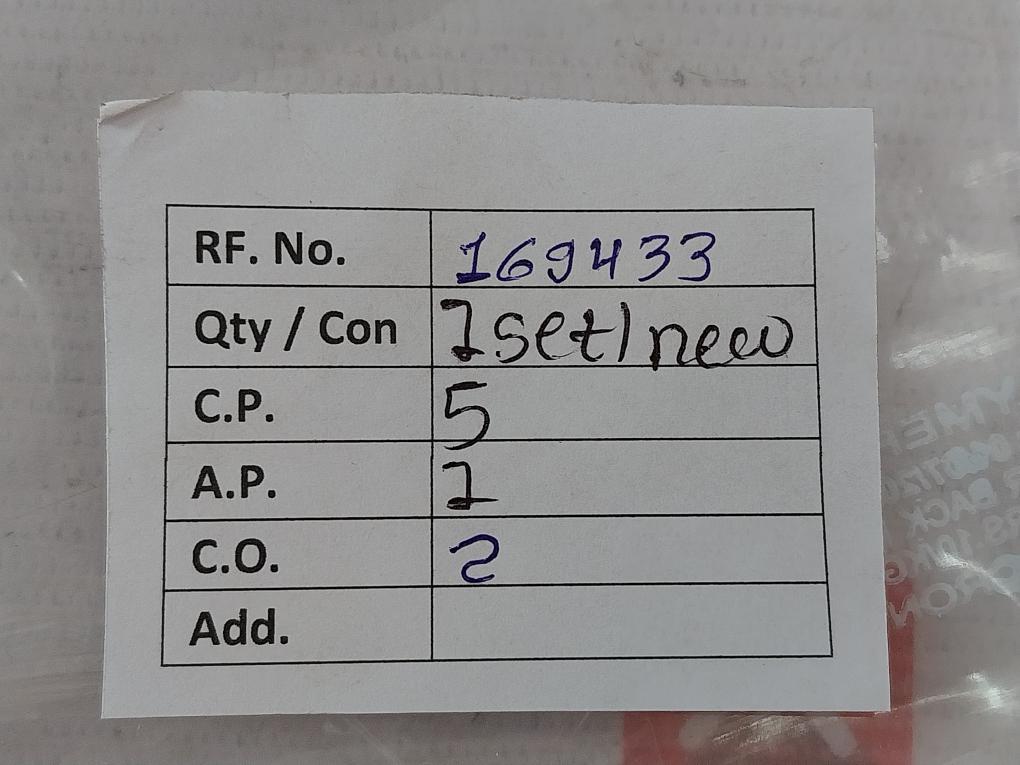 RF. No. 169433
Qty / Con 1set/new
C.P. 5
A.P. 1
C.O. 2
Add.